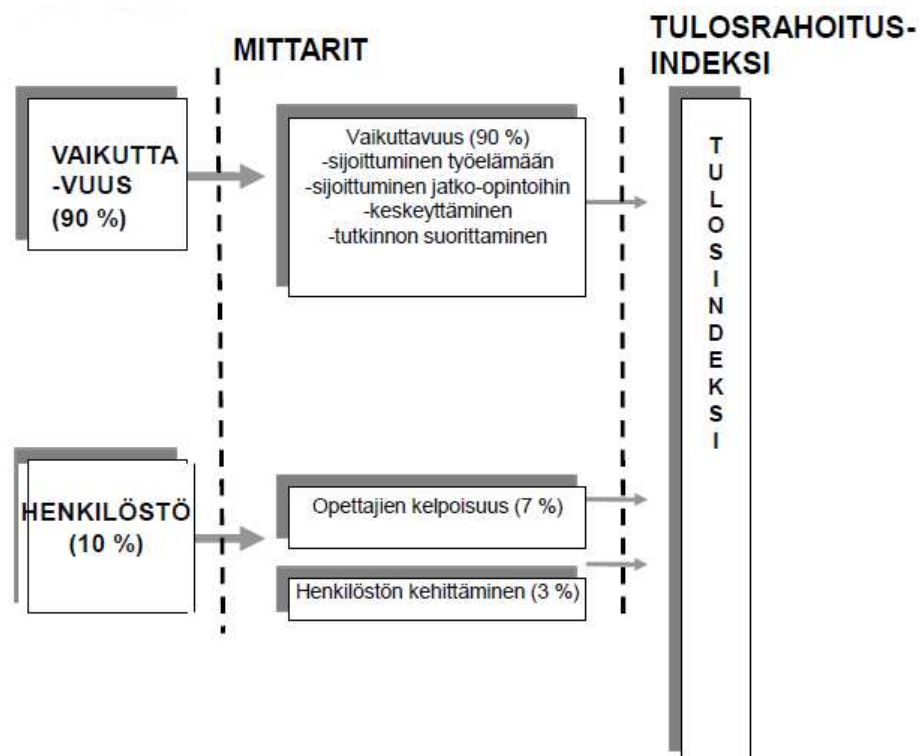 MITTARIT
TULOSRAHOITUS-
INDEKSI
VAIKUTTA
-VUUS
(90 %)
Vaikuttavuus (90 %)
-sijoittuminen työelämään
-sijoittuminen jatko-opintoihin
-keskeyttäminen
-tutkinnon suorittaminen
HENKILÖSTÖ
(10 %)
Opettajien kelpoisuus (7 %)
Henkilöstön kehittäminen (3 %)
T
U
L
O
S
I
N
D
E
K
S
I